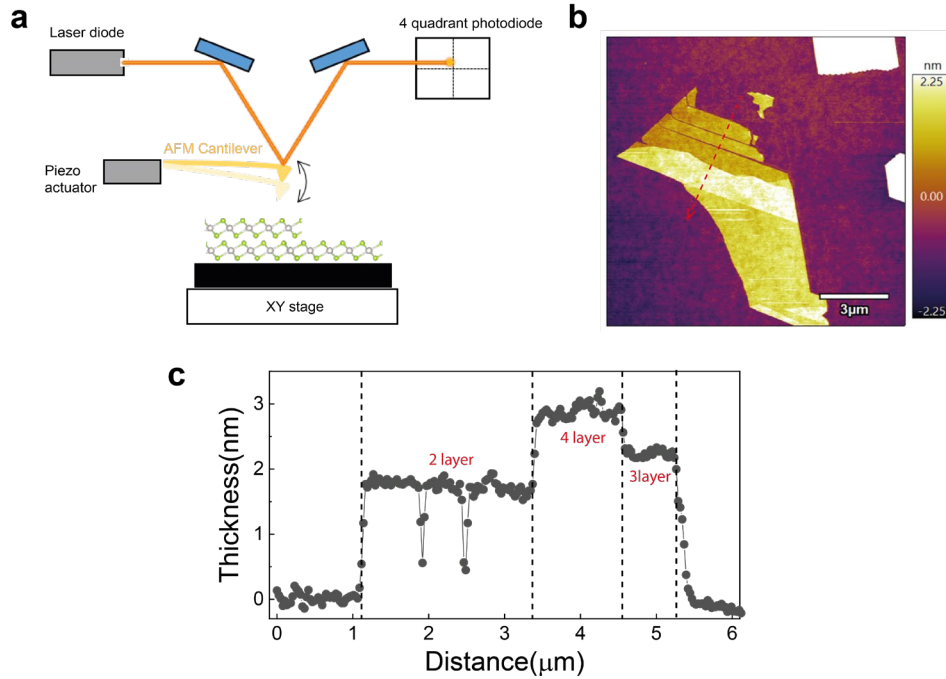 a
Laser diode
4 quadrant photodiode
AFM Cantilever
Piezo
actuator
XY stage
b
nm
2.25
0.00
-2.25
3μm
c
Thickness(nm)
3
2
1
0
2 layer
4 layer
3layer
0
1
2
3
4
5
6
Distance(μm)